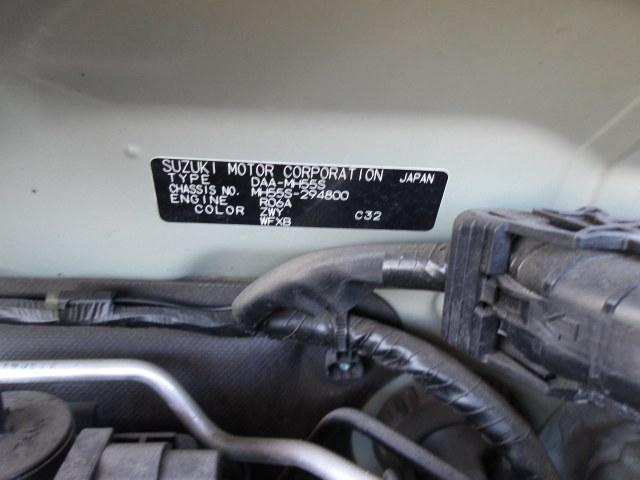 SUZUKI MOTOR CORPORATION JAPAN
TYPE DAA-MH55S
CHASSIS NO. MH55S-294800
ENGINE R06A
COLOR ZWY C32
WFXB